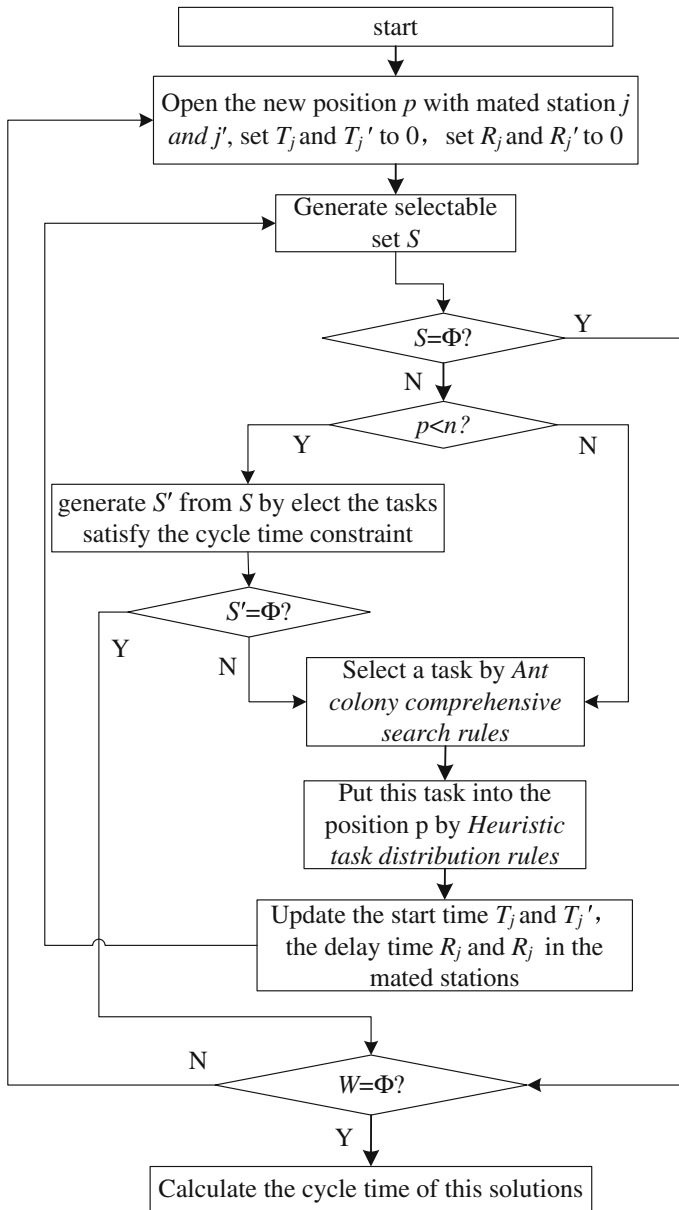 start
Open the new position p with mated station j
and j', set Tj and Tj' to 0, set Rj and Rj' to 0
Generate selectable
set S
S=Φ?
Y
N
p<n?
Y
N
generate S' from S by elect the tasks
satisfy the cycle time constraint
S'=Φ?
Y
N
Select a task by Ant
colony comprehensive
search rules
Put this task into the
position p by Heuristic
task distribution rules
Update the start time Tj and Tj',
the delay time Rj and Rj in the
mated stations
N
W=Φ?
Y
Calculate the cycle time of this solutions